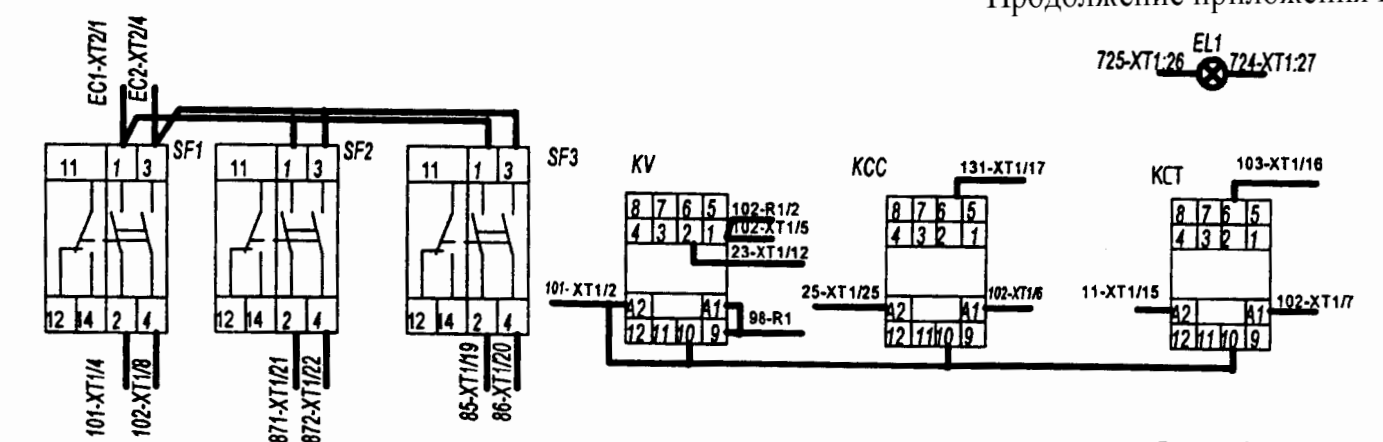 Продолжение приложения
EL1
725-XT1:26 724-XT1:27
EC1-XT2/1
EC2-XT2/4
SF1
11 1 3
12 14 2 4
101-XT1/4
102-XT1/8
SF2
11 1 3
12 14 2 4
871-XT1/21
872-XT1/22
SF3
11 1 3
12 14 2 4
85-XT1/19
86-XT1/20
KV
8 7 6 5
4 3 2 1
102-R1/2
102-XT1/5
23-XT1/12
101-XT1/2
A2 A1
98-R1
12 11 10 9
KCC
131-XT1/17
8 7 6 5
4 3 2 1
25-XT1/25
A2 A1
102-XT1/6
12 11 10 9
KCT
103-XT1/16
8 7 6 5
4 3 2 1
11-XT1/15
A2 A1
102-XT1/7
12 11 10 9